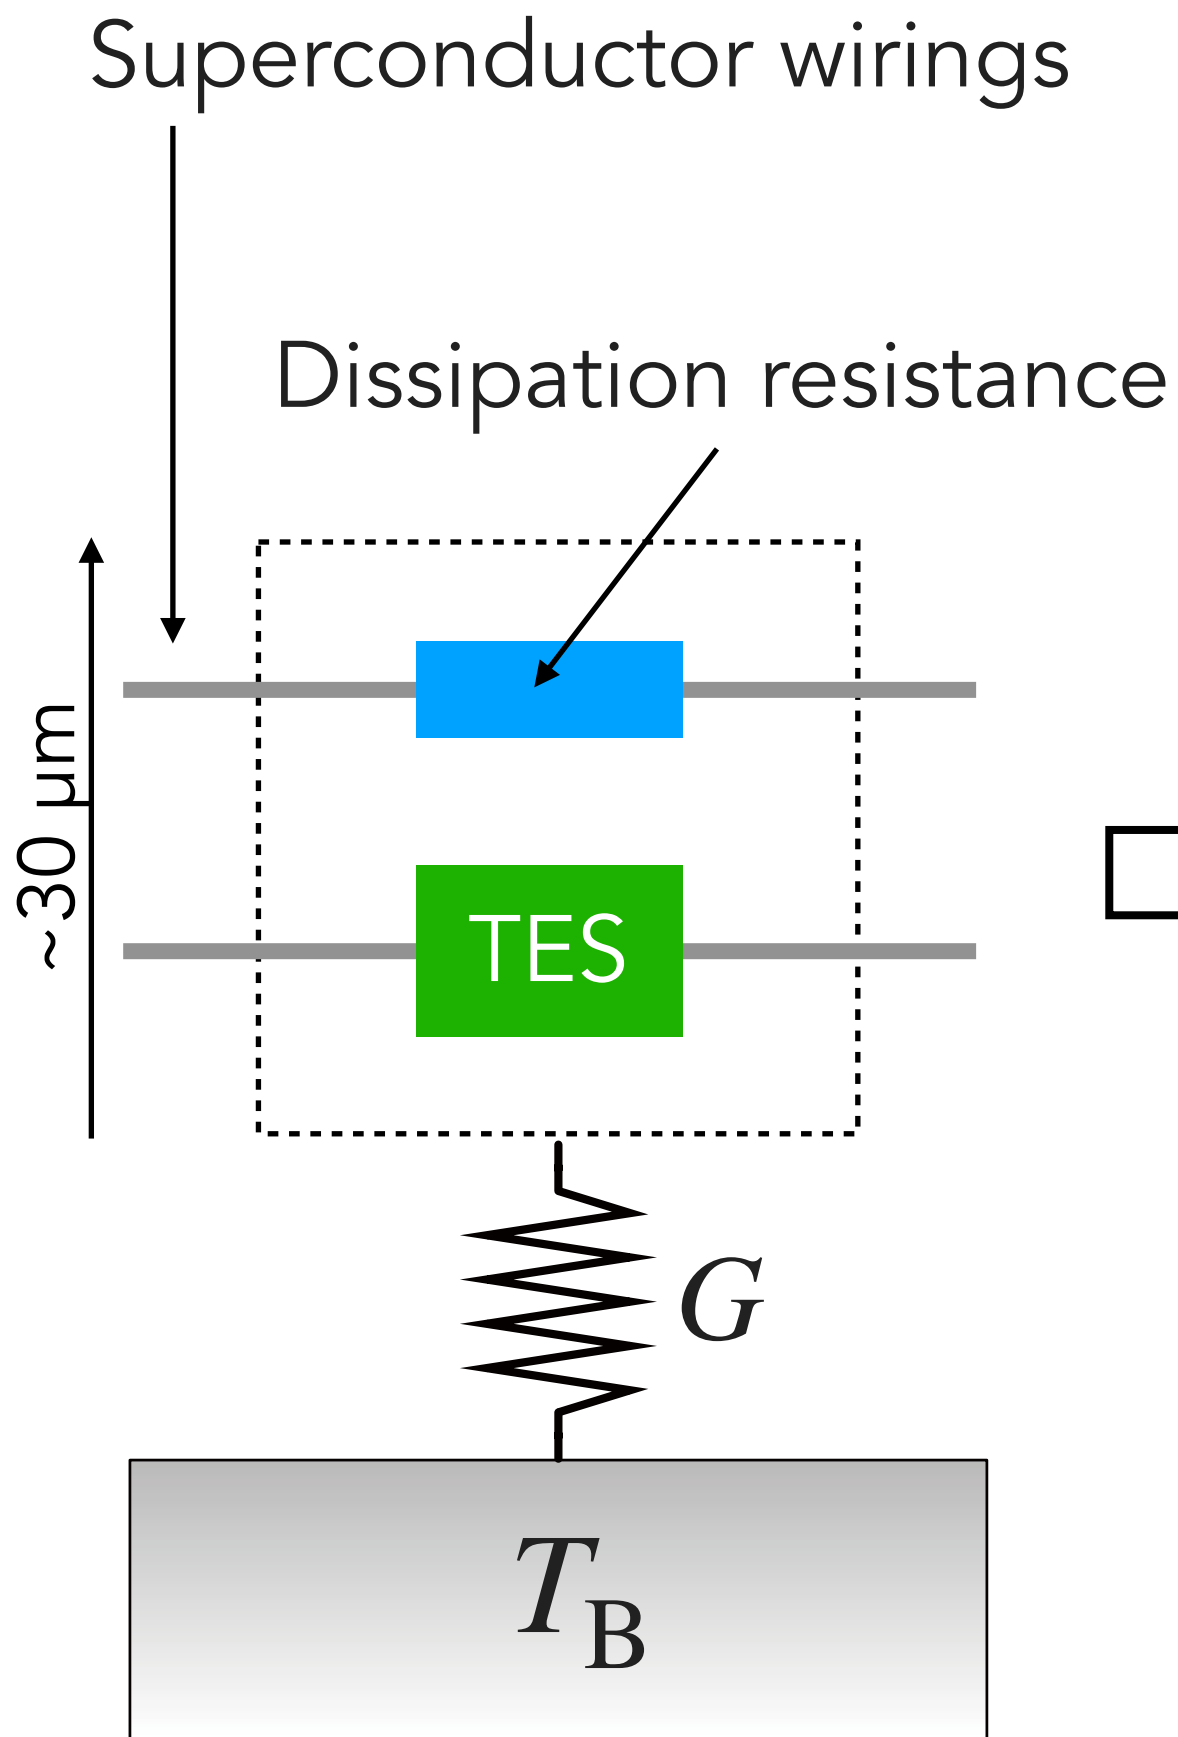 Superconductor wirings
Dissipation resistance
~30 μm
TES
G
T_B